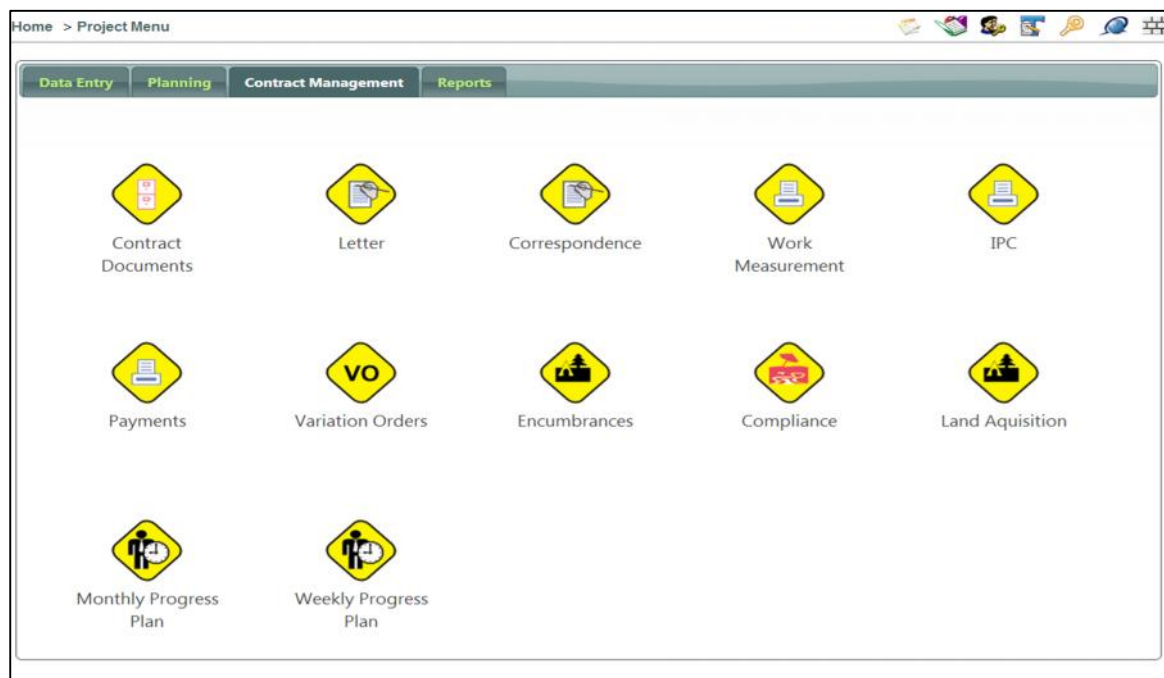 Home > Project Menu
Data Entry Planning Contract Management Reports
Contract Documents
Letter
Correspondence
Work Measurement
IPC
Payments
VO
Variation Orders
Encumbrances
Compliance
Land Aquisition
Monthly Progress Plan
Weekly Progress Plan